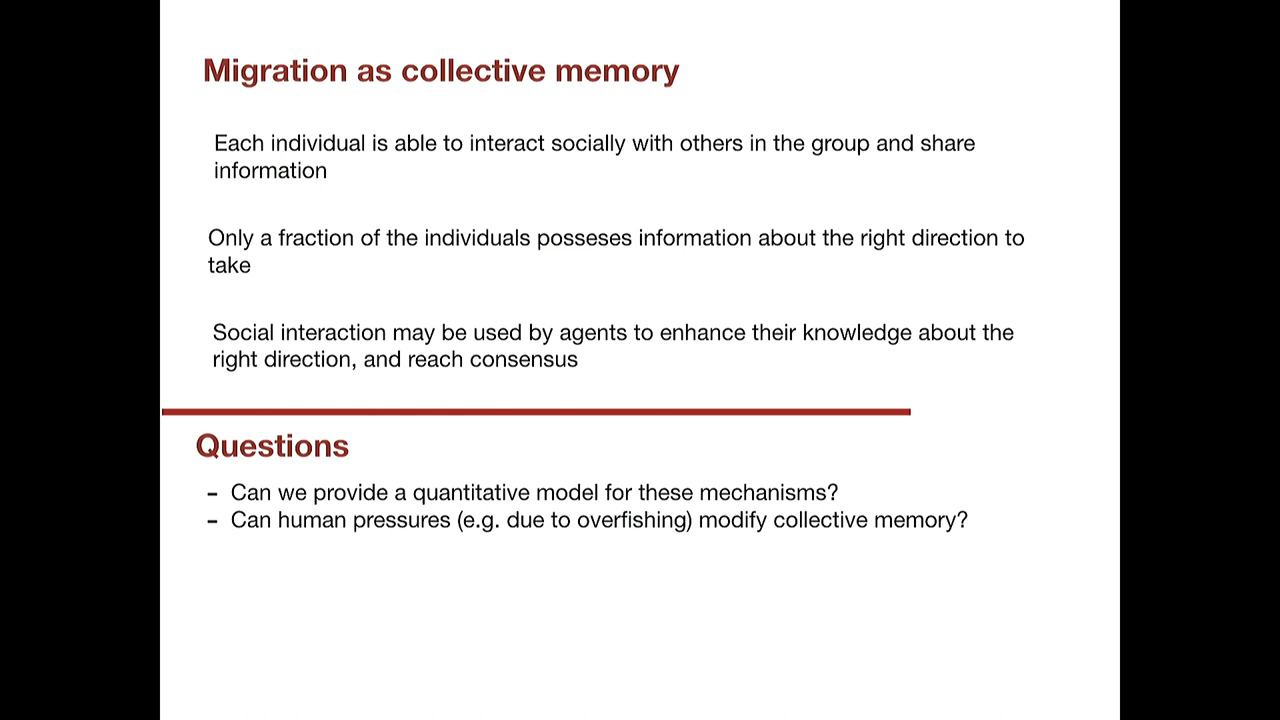 Migration as collective memory
Each individual is able to interact socially with others in the group and share
information
Only a fraction of the individuals posseses information about the right direction to
take
Social interaction may be used by agents to enhance their knowledge about the
right direction, and reach consensus
Questions
– Can we provide a quantitative model for these mechanisms?
– Can human pressures (e.g. due to overfishing) modify collective memory?